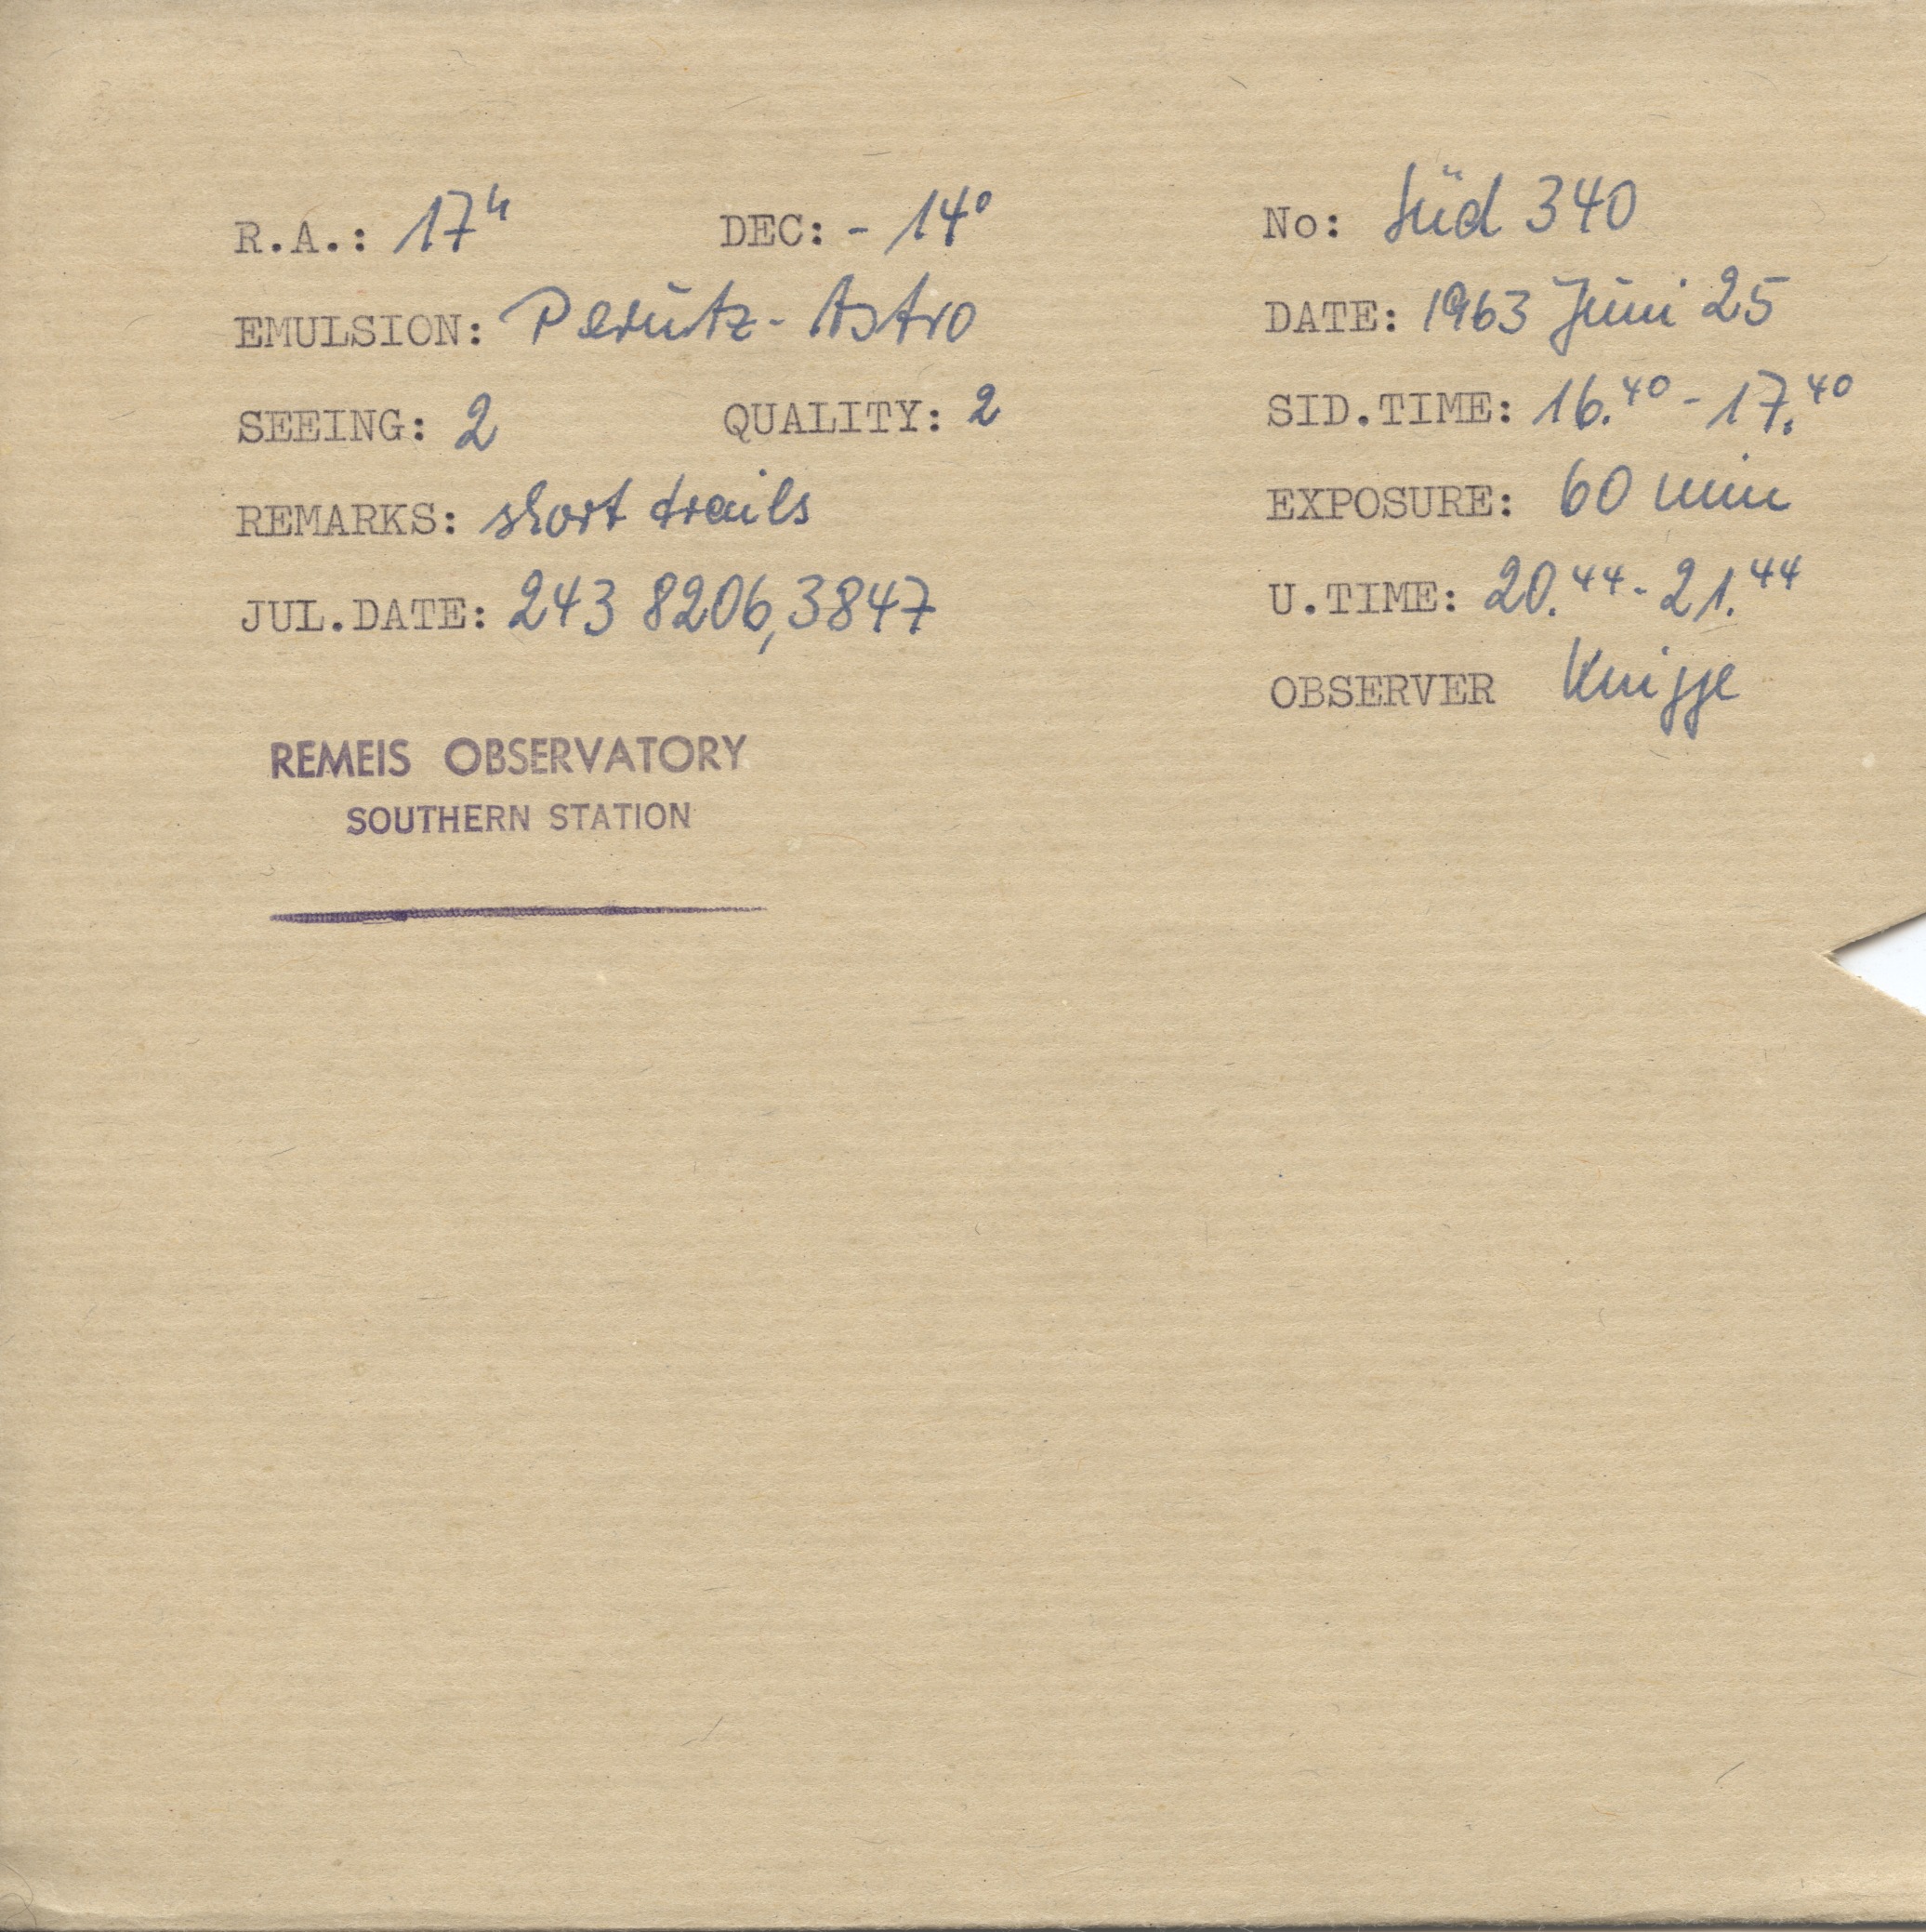 R.A.: 17h DEC: - 14°
EMULSION: Perutz-Astro
SEEING: 2 QUALITY: 2
REMARKS: short trails
JUL.DATE: 243 8206,3847
REMEIS OBSERVATORY
SOUTHERN STATION
No: Süd 340
DATE: 1963 Juni 25
SID.TIME: 16.40 - 17.40
EXPOSURE: 60 min
U.TIME: 20.44 - 21.44
OBSERVER Knigge